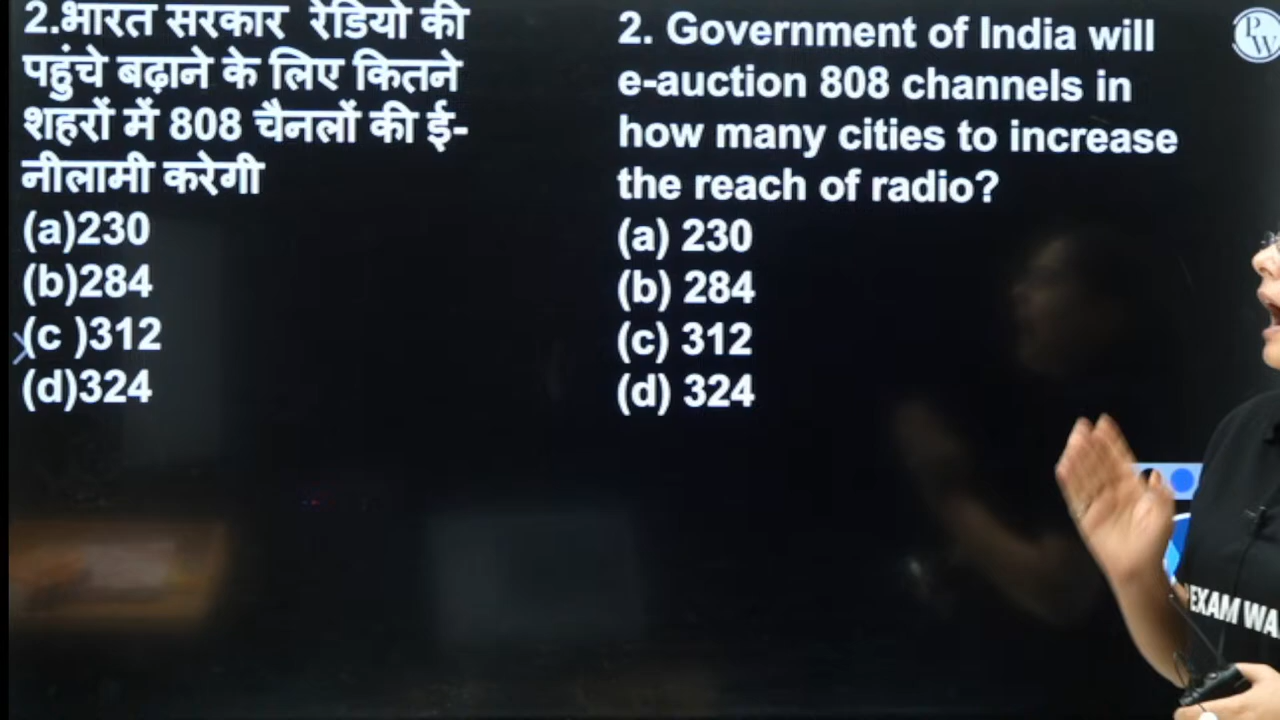 2.भारत सरकार रेडियो की
पहुंचे बढ़ाने के लिए कितने
शहरों में 808 चैनलों की ई-
नीलामी करेगी
(a)230
(b)284
(c )312
(d)324
2. Government of India will
e-auction 808 channels in
how many cities to increase
the reach of radio?
(a) 230
(b) 284
(c) 312
(d) 324
PW
EXAM WA